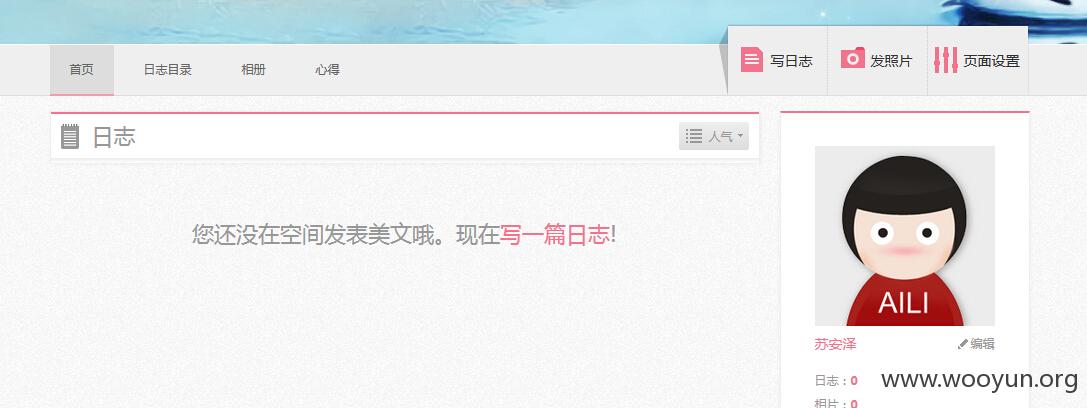 首页 日志目录 相册 心得
写日志 发照片 页面设置
日志
人气
您还没在空间发表美文哦。现在写一篇日志!
AILI
苏安泽 编辑
日志:0
相片:0
www.wooyun.org